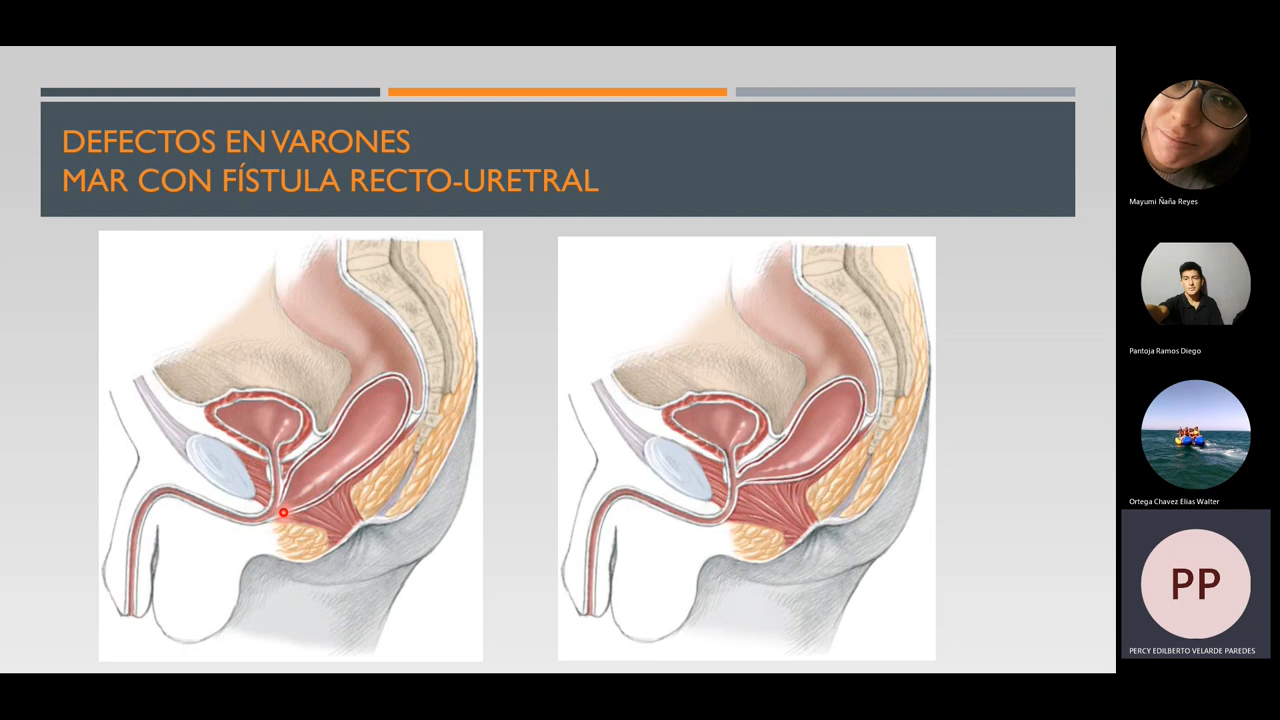 DEFECTOS EN VARONES
MAR CON FÍSTULA RECTO-URETRAL
Mayumi Ñaña Reyes
Pantoja Ramos Diego
Ortega Chavez Elias Walter
PP
PERCY EDILBERTO VELARDE PAREDES